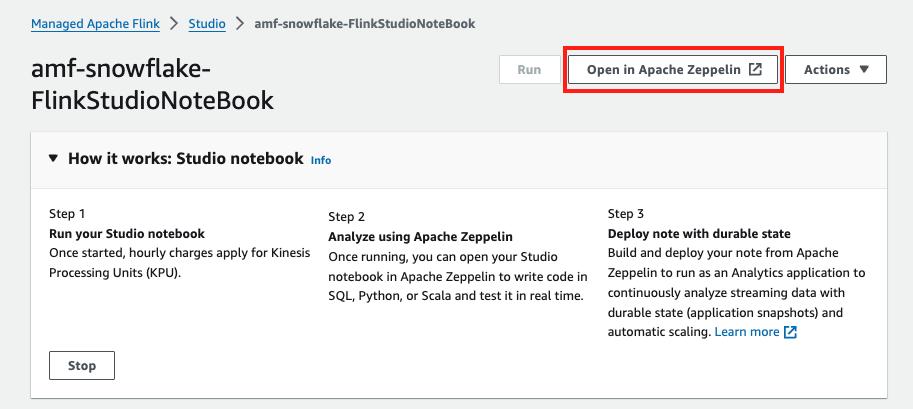 Managed Apache Flink > Studio > amf-snowflake-FlinkStudioNoteBook
amf-snowflake-
FlinkStudioNoteBook
Run
Open in Apache Zeppelin
Actions
How it works: Studio notebook Info
Step 1
Run your Studio notebook
Once started, hourly charges apply for Kinesis
Processing Units (KPU).
Stop
Step 2
Analyze using Apache Zeppelin
Once running, you can open your Studio
notebook in Apache Zeppelin to write code in
SQL, Python, or Scala and test it in real time.
Step 3
Deploy note with durable state
Build and deploy your note from Apache
Zeppelin to run as an Analytics application to
continuously analyze streaming data with
durable state (application snapshots) and
automatic scaling. Learn more